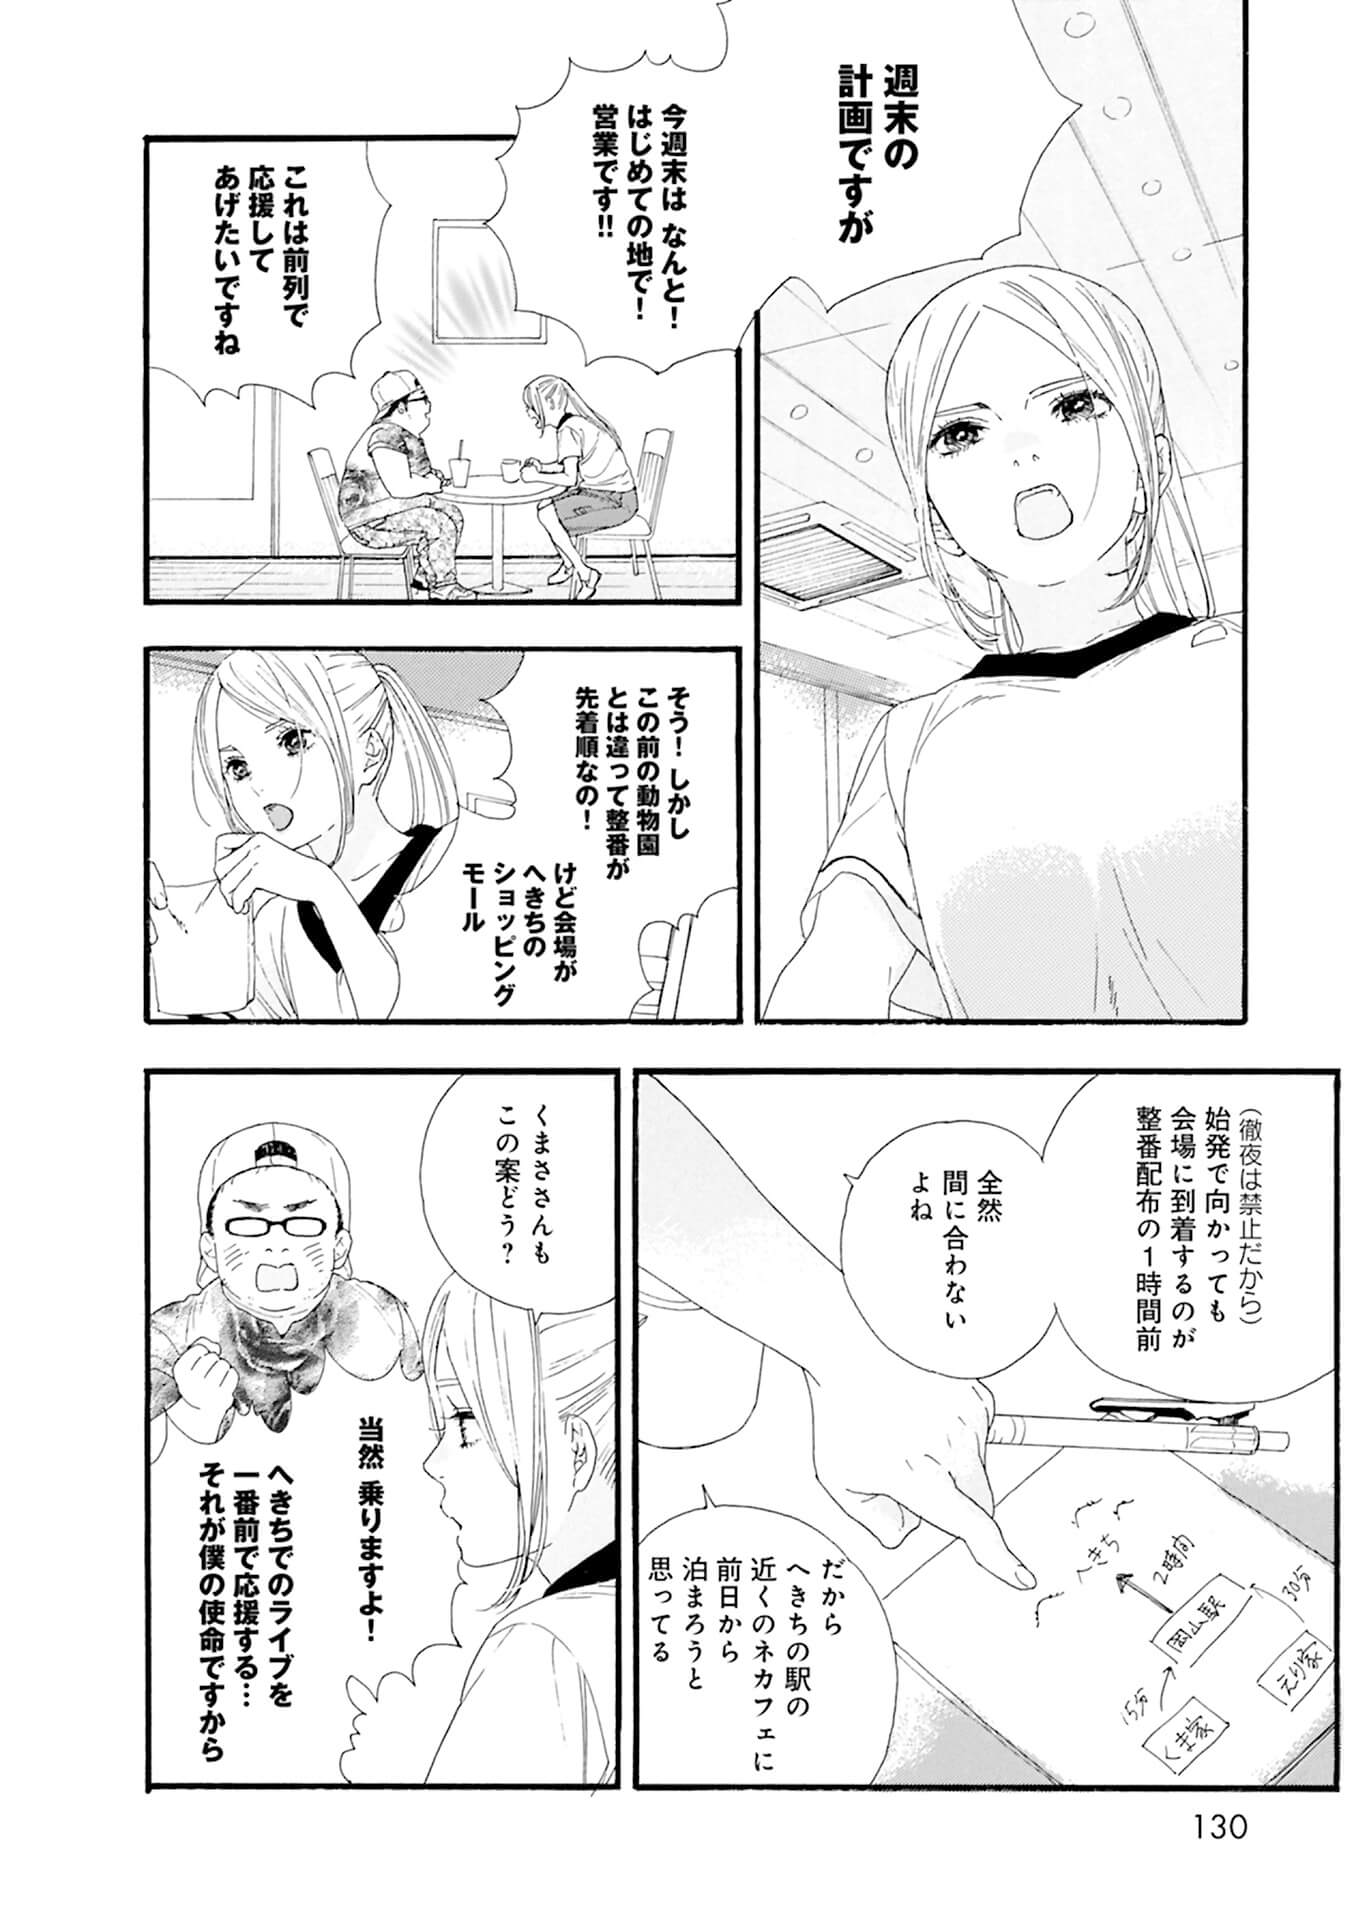 週末の
計画ですが
今週末は なんと!
はじめての地で!
営業です!!
これは前列で
応援して
あげたいですね
そう! しかし
この前の動物園
とは違って整番が
先着順なの!
けど会場が
へきちの
ショッピング
モール
(徹夜は禁止だから)
始発で向かっても
会場に到着するのが
整番配布の1時間前
全然
間に合わない
よね
だから
へきちの駅の
近くのネカフェに
前日から
泊まろうと
思ってる
へきち
2時間
岡山駅
30分
えり家
15分
くま家
くまささんも
この案どう?
当然 乗りますよ!
へきちでのライブを
一番前で応援する…
それが僕の使命ですから
130